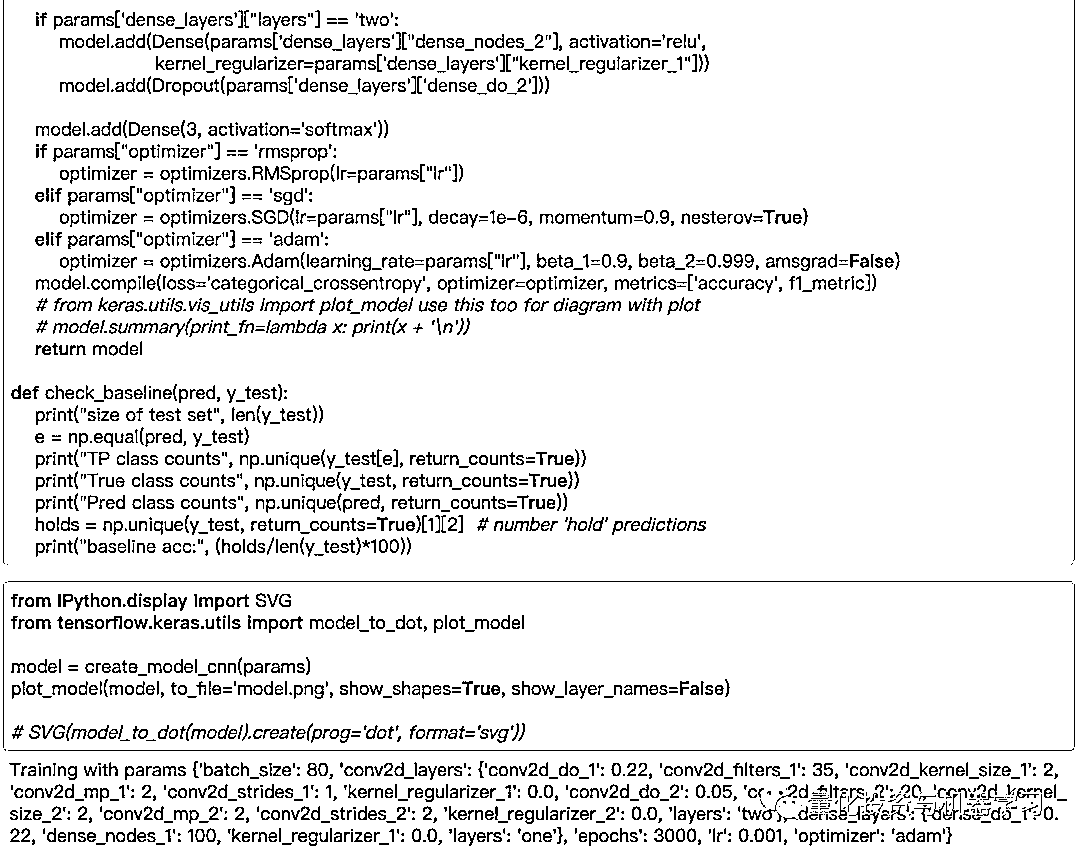 if params['dense_layers']["layers"] == 'two':
model.add(Dense(params['dense_layers']["dense_nodes_2"], activation='relu',
kernel_regularizer=params['dense_layers']["kernel_regularizer_1"]))
model.add(Dropout(params['dense_layers']['dense_do_2']))
model.add(Dense(3, activation='softmax'))
if params["optimizer"] == 'rmsprop':
optimizer = optimizers.RMSprop(lr=params["lr"])
elif params["optimizer"] == 'sgd':
optimizer = optimizers.SGD(lr=params["lr"], decay=1e-6, momentum=0.9, nesterov=True)
elif params["optimizer"] == 'adam':
optimizer = optimizers.Adam(learning_rate=params["lr"], beta_1=0.9, beta_2=0.999, amsgrad=False)
model.compile(loss='categorical_crossentropy', optimizer=optimizer, metrics=['accuracy', f1_metric])
# from keras.utils.vis_utils import plot_model use this too for diagram with plot
# model.summary(print_fn=lambda x: print(x + '\n'))
return model
def check_baseline(pred, y_test):
print("size of test set", len(y_test))
e = np.equal(pred, y_test)
print("TP class counts", np.unique(y_test[e], return_counts=True))
print("True class counts", np.unique(y_test, return_counts=True))
print("Pred class counts", np.unique(pred, return_counts=True))
holds = np.unique(y_test, return_counts=True)[1][2] # number 'hold' predictions
print("baseline acc:", (holds/len(y_test)*100))
from IPython.display import SVG
from tensorflow.keras.utils import model_to_dot, plot_model
model = create_model_cnn(params)
plot_model(model, to_file='model.png', show_shapes=True, show_layer_names=False)
# SVG(model_to_dot(model).create(prog='dot', format='svg'))
Training with params {'batch_size': 80, 'conv2d_layers': {'conv2d_do_1': 0.22, 'conv2d_filters_1': 35, 'conv2d_kernel_size_1': 2,
'conv2d_mp_1': 2, 'conv2d_strides_1': 1, 'kernel_regularizer_1': 0.0, 'conv2d_do_2': 0.05, 'conv2d_filters_2': 20, 'conv2d_kernel_
size_2': 2, 'conv2d_mp_2': 2, 'conv2d_strides_2': 2, 'kernel_regularizer_2': 0.0, 'layers': 'two'}, 'dense_layers': {'dense_do_1': 0.
22, 'dense_nodes_1': 100, 'kernel_regularizer_1': 0.0, 'layers': 'one'}, 'epochs': 3000, 'lr': 0.001, 'optimizer': 'adam'}
量化投资与机器学习